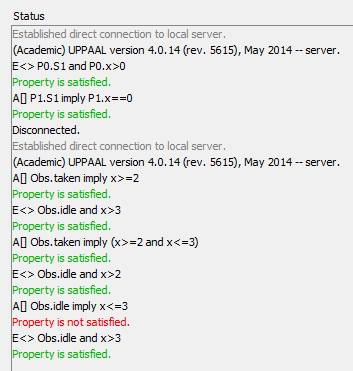 Status
Established direct connection to local server.
(Academic) UPPAAL version 4.0.14 (rev. 5615), May 2014 -- server.
E<> P0.S1 and P0.x>0
Property is satisfied.
A[] P1.S1 imply P1.x==0
Property is satisfied.
Disconnected.
Established direct connection to local server.
(Academic) UPPAAL version 4.0.14 (rev. 5615), May 2014 -- server.
A[] Obs.taken imply x>=2
Property is satisfied.
E<> Obs.idle and x>3
Property is satisfied.
A[] Obs.taken imply (x>=2 and x<=3)
Property is satisfied.
E<> Obs.idle and x>2
Property is satisfied.
A[] Obs.idle imply x<=3
Property is not satisfied.
E<> Obs.idle and x>3
Property is satisfied.